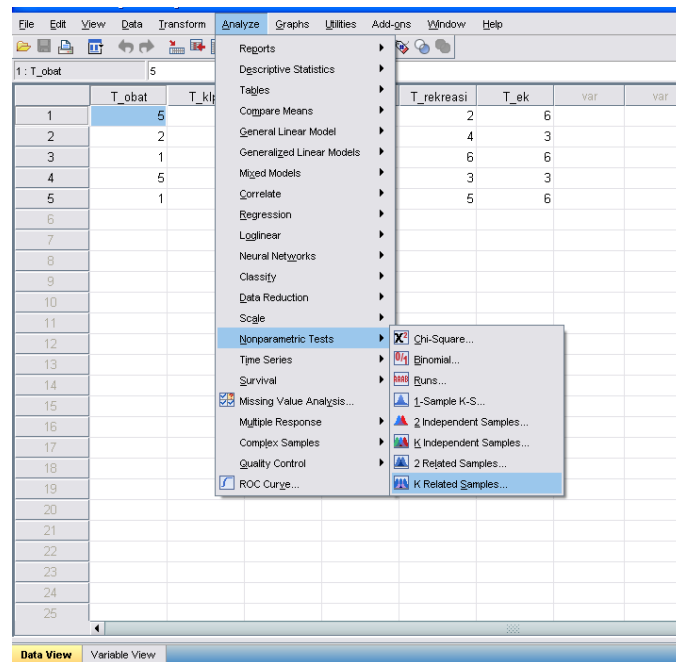 File Edit View Data Transform Analyze Graphs Utilities Add-ons Window Help
1 : T_obat 5
T_obat T_klp T_rekreasi T_ek var var
1 5 2 6
2 2 4 3
3 1 6 6
4 5 3 3
5 1 5 6
6
7
8
9
10
11
12
13
14
15
16
17
18
19
20
21
22
23
24
25
Reports
Descriptive Statistics
Tables
Compare Means
General Linear Model
Generalized Linear Models
Mixed Models
Correlate
Regression
Loglinear
Neural Networks
Classify
Data Reduction
Scale
Nonparametric Tests
Time Series
Survival
Missing Value Analysis...
Multiple Response
Complex Samples
Quality Control
ROC Curve...
Chi-Square...
Binomial...
Runs...
1-Sample K-S...
2 Independent Samples...
K Independent Samples...
2 Related Samples...
K Related Samples...
Data View Variable View